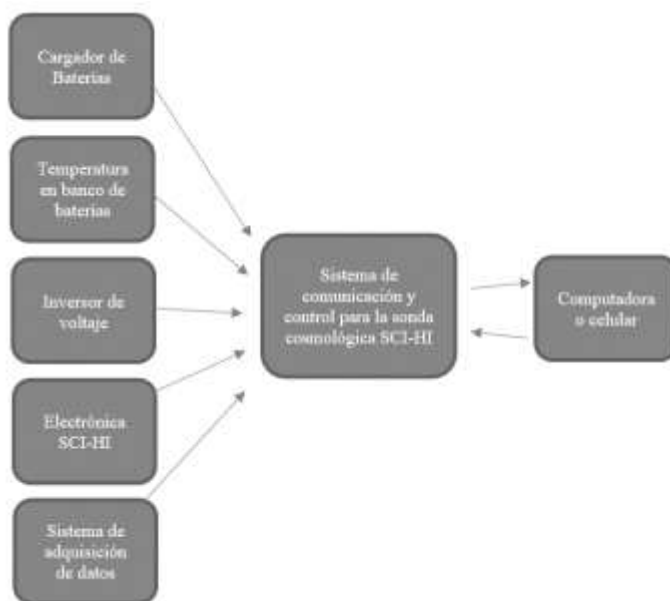 Cargador de
Baterías
Temperatura
en banco de
baterías
Inversor de
voltaje
Electrónica
SCI-HI
Sistema de
adquisición
de datos
Sistema de
comunicación y
control para la sonda
cosmológica SCI-HI
Computadora
o celular